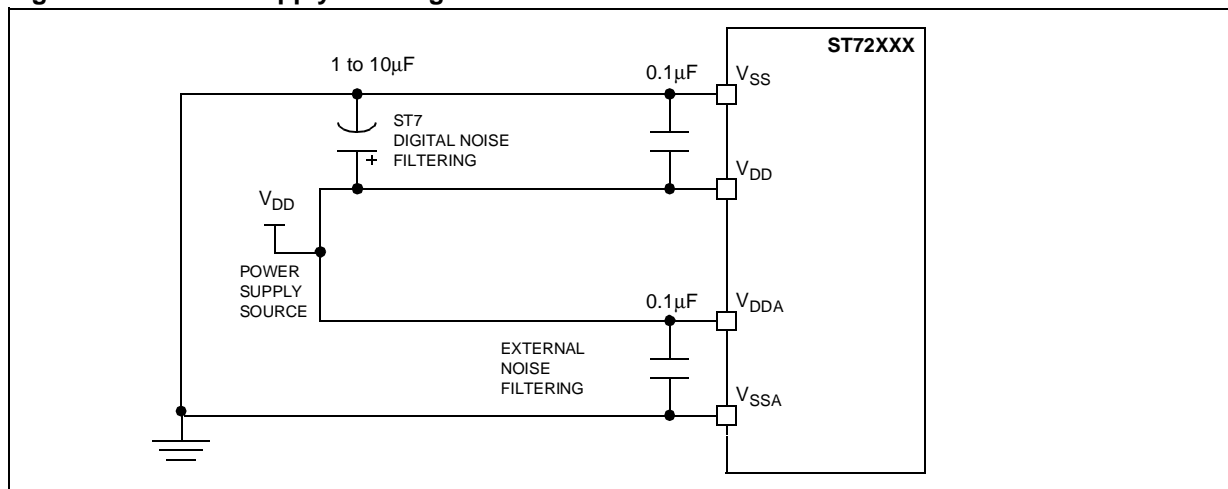 ST72XXX
1 to 10μF
0.1μF
VSS
ST7
DIGITAL NOISE
+ FILTERING
VDD
VDD
POWER
SUPPLY
SOURCE
0.1μF
VDDA
EXTERNAL
NOISE
FILTERING
VSSA